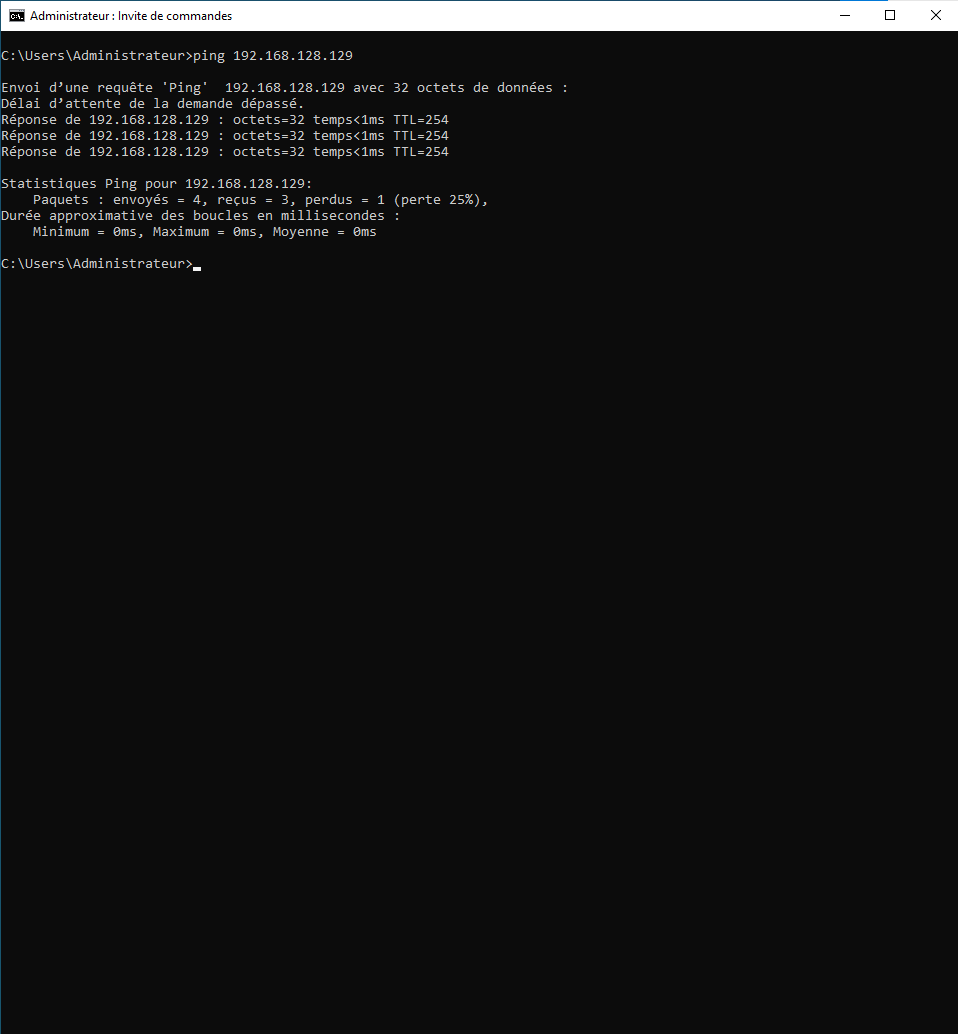 Administrateur : Invite de commandes
C:\Users\Administrateur>ping 192.168.128.129
Envoi d’une requête 'Ping'  192.168.128.129 avec 32 octets de données :
Délai d’attente de la demande dépassé.
Réponse de 192.168.128.129 : octets=32 temps<1ms TTL=254
Réponse de 192.168.128.129 : octets=32 temps<1ms TTL=254
Réponse de 192.168.128.129 : octets=32 temps<1ms TTL=254
Statistiques Ping pour 192.168.128.129:
    Paquets : envoyés = 4, reçus = 3, perdus = 1 (perte 25%),
Durée approximative des boucles en millisecondes :
    Minimum = 0ms, Maximum = 0ms, Moyenne = 0ms
C:\Users\Administrateur>